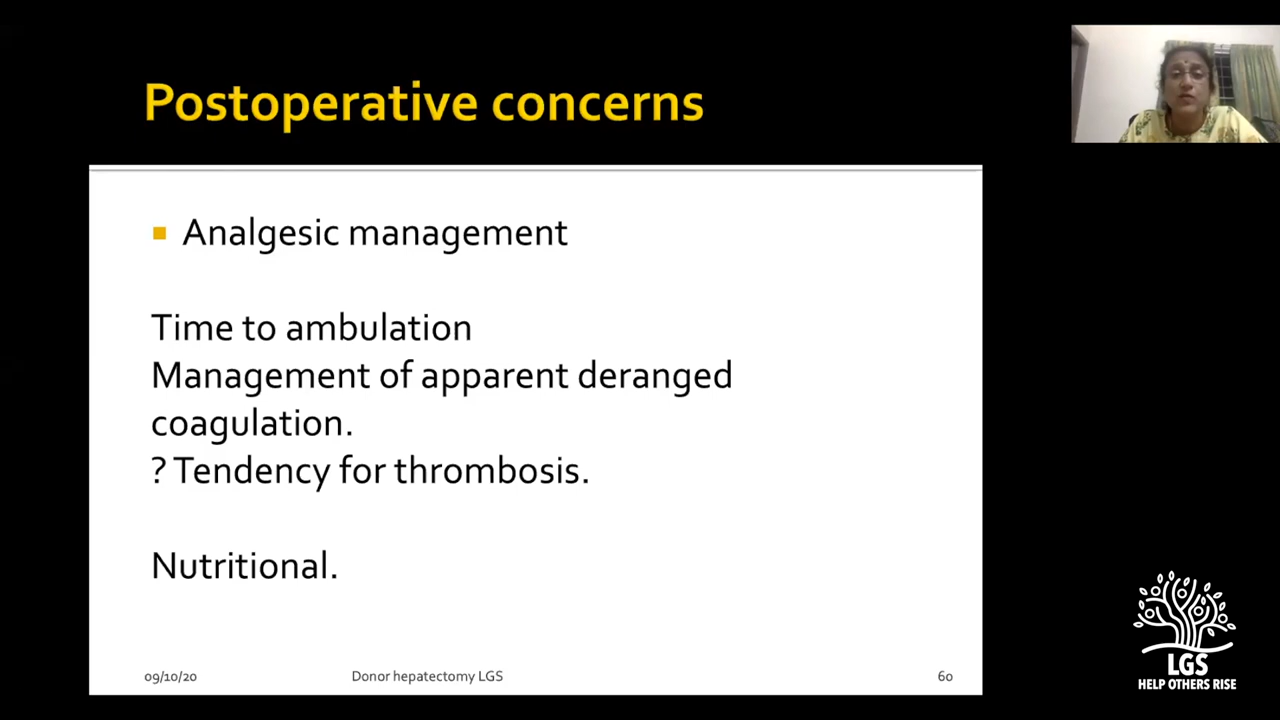 Postoperative concerns
Analgesic management
Time to ambulation
Management of apparent deranged
coagulation.
? Tendency for thrombosis.
Nutritional.
09/10/20 Donor hepatectomy LGS 60
LGS
HELP OTHERS RISE